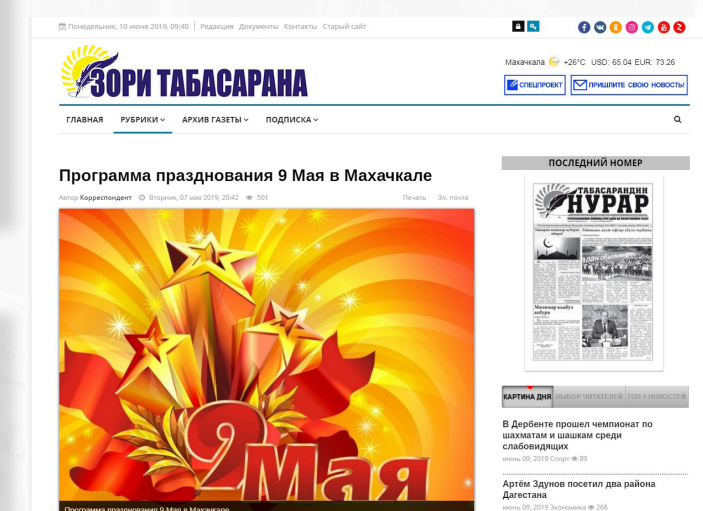 Понедельник, 10 июня 2019, 09:40 Редакция Документы Контакты Старый сайт
ЗОРИ ТАБАСАРАНА
Махачкала +26°C USD: 65.04 EUR: 73.26
СПЕЦПРОЕКТ ПРИШЛИТЕ СВОЮ НОВОСТЬ!
ГЛАВНАЯ РУБРИКИ АРХИВ ГАЗЕТЫ ПОДПИСКА
Программа празднования 9 Мая в Махачкале
Автор Корреспондент Вторник, 07 мая 2019, 20:42 501 Печать Эл. почта
9 Мая
Программа празднования 9 Мая в Махачкале
ПОСЛЕДНИЙ НОМЕР
ТАБАСАРАНДИН
НУРАР
КАРТИНА ДНЯ ВЫБОР ЧИТАТЕЛЕЙ ТОП 5 НОВОСТЕЙ
В Дербенте прошел чемпионат по
шахматам и шашкам среди
слабовидящих
июнь 09, 2019 Спорт 89
Артём Здунов посетил два района
Дагестана
июнь 09, 2019 Экономика 266